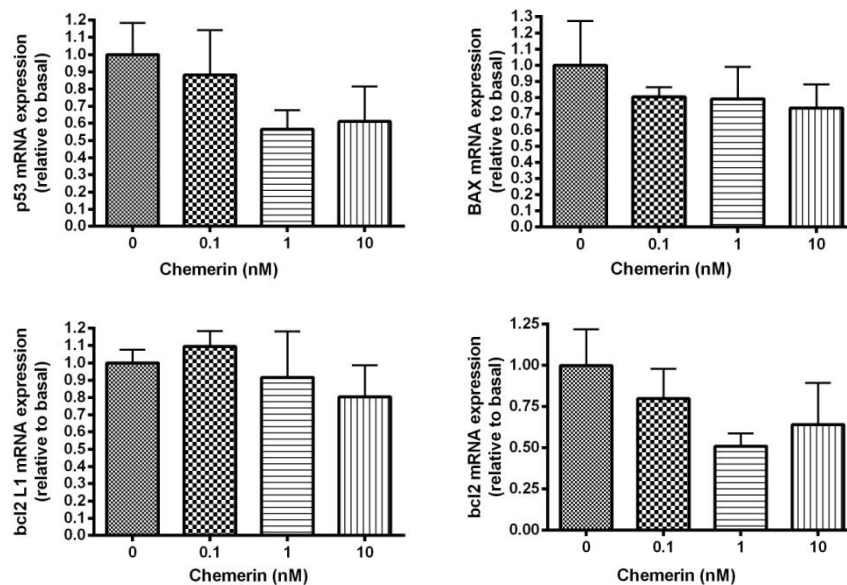 p53 mRNA expression
(relative to basal)
1.2
1.1
1.0
0.9
0.8
0.7
0.6
0.5
0.4
0.3
0.2
0.1
0.0
0 0.1 1 10
Chemerin (nM)
BAX mRNA expression
(relative to basal)
1.3
1.2
1.1
1.0
0.9
0.8
0.7
0.6
0.5
0.4
0.3
0.2
0.1
0.0
0 0.1 1 10
Chemerin (nM)
bcl2 L1 mRNA expression
(relative to basal)
1.2
1.1
1.0
0.9
0.8
0.7
0.6
0.5
0.4
0.3
0.2
0.1
0.0
0 0.1 1 10
Chemerin (nM)
bcl2 mRNA expression
(relative to basal)
1.25
1.00
0.75
0.50
0.25
0.00
0 0.1 1 10
Chemerin (nM)